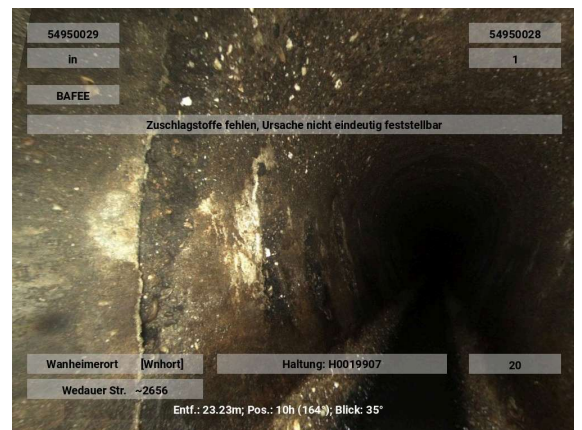 54950029 54950028
in 1
BAFEE
Zuschlagstoffe fehlen, Ursache nicht eindeutig feststellbar
Wanheimerort [Wnhort] Haltung: H0019907 20
Wedauer Str. ~2656
Entf.: 23.23m; Pos.: 10h (164°); Blick: 35°